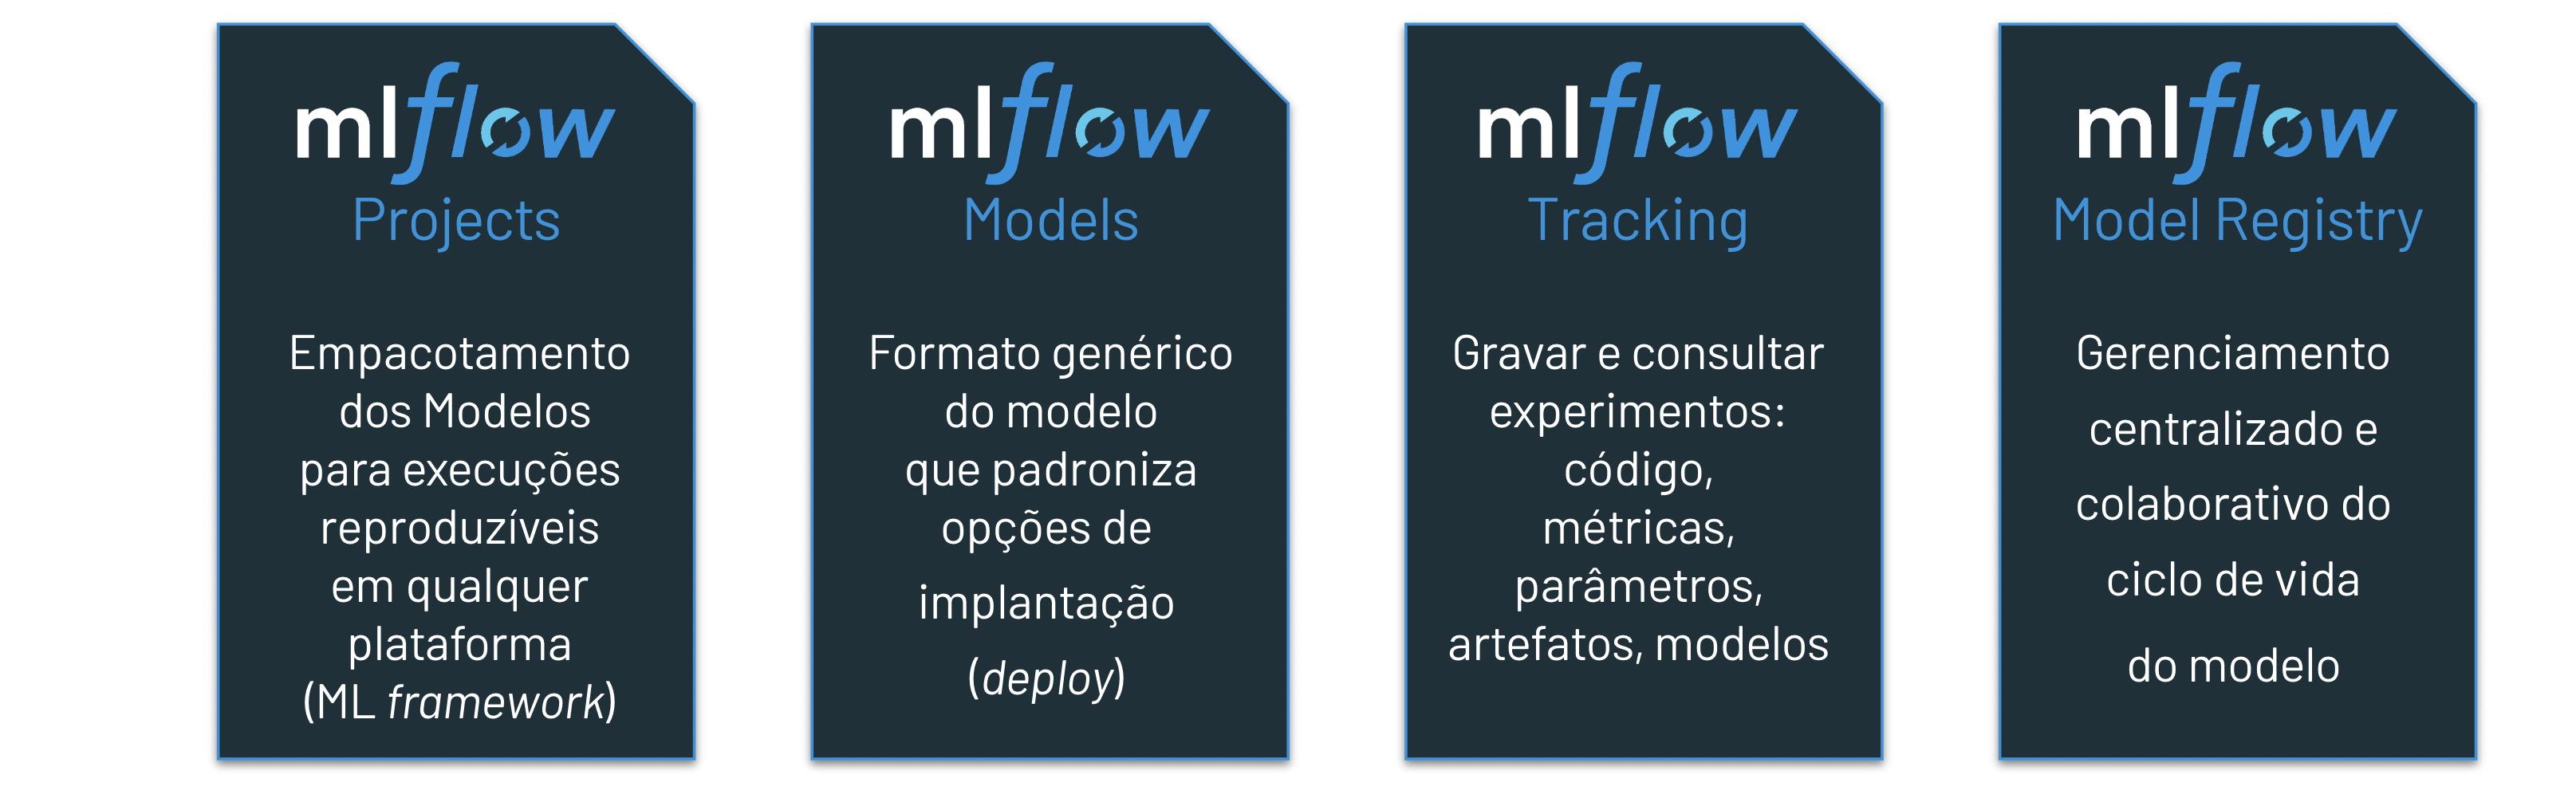 mlflow
Projects
Empacotamento
dos Modelos
para execuções
reproduzíveis
em qualquer
plataforma
(ML framework)
mlflow
Models
Formato genérico
do modelo
que padroniza
opções de
implantação
(deploy)
mlflow
Tracking
Gravar e consultar
experimentos:
código,
métricas,
parâmetros,
artefatos, modelos
mlflow
Model Registry
Gerenciamento
centralizado e
colaborativo do
ciclo de vida
do modelo